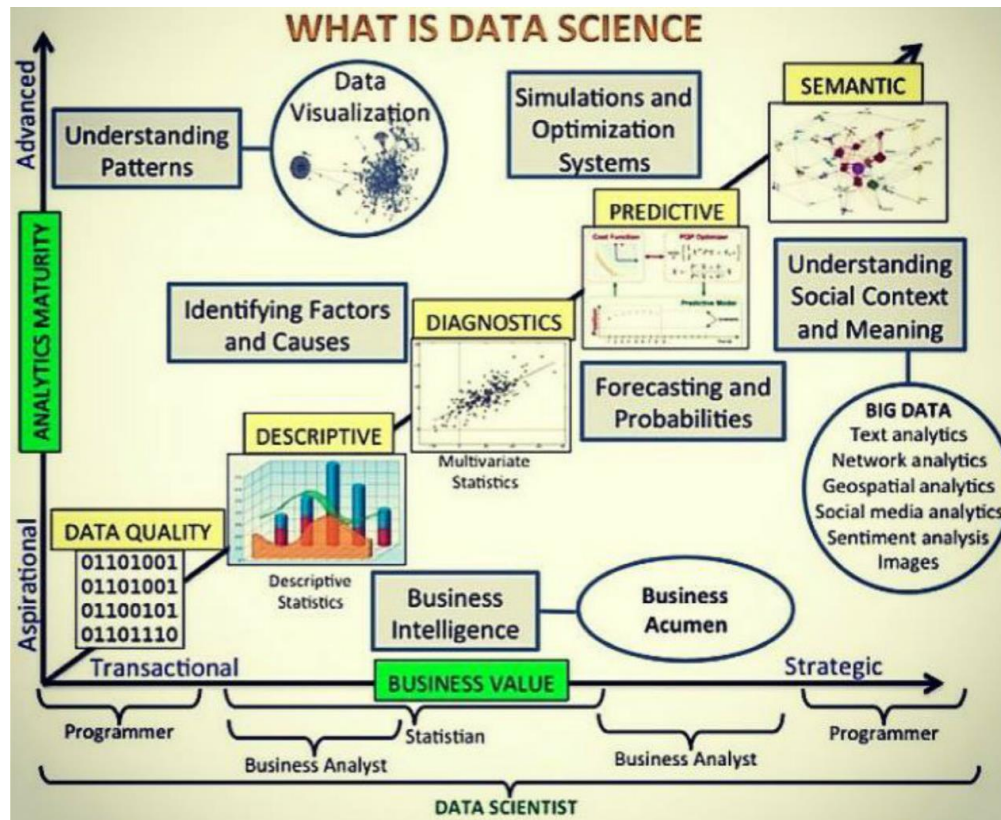 WHAT IS DATA SCIENCE
Advanced
ANALYTICS MATURITY
Aspirational
Understanding
Patterns
Data
Visualization
Simulations and
Optimization
Systems
SEMANTIC
PREDICTIVE
Cost Function
PQP Optimizer
Predictive Model
Understanding
Social Context
and Meaning
Identifying Factors
and Causes
DIAGNOSTICS
Multivariate
Statistics
Forecasting and
Probabilities
BIG DATA
Text analytics
Network analytics
Geospatial analytics
Social media analytics
Sentiment analysis
Images
DESCRIPTIVE
Descriptive
Statistics
DATA QUALITY
01101001
01101001
01100101
01101110
Business
Intelligence
Business
Acumen
Transactional
BUSINESS VALUE
Strategic
Programmer
Statistian
Programmer
Business Analyst
Business Analyst
DATA SCIENTIST